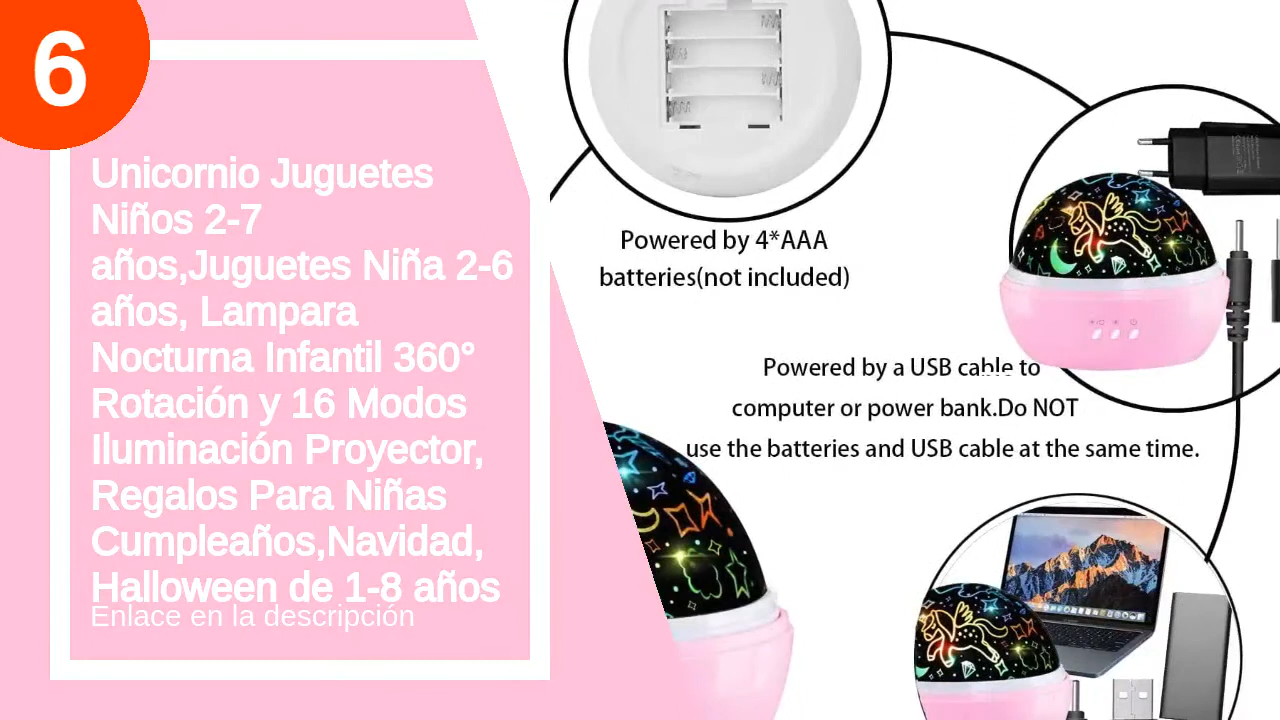 6
Unicornio Juguetes
Niños 2-7
años,Juguetes Niña 2-6
años, Lampara
Nocturna Infantil 360°
Rotación y 16 Modos
Iluminación Proyector,
Regalos Para Niñas
Cumpleaños,Navidad,
Halloween de 1-8 años
Enlace en la descripción
Powered by 4*AAA
batteries(not included)
Powered by a USB cable to
computer or power bank.Do NOT
use the batteries and USB cable at the same time.